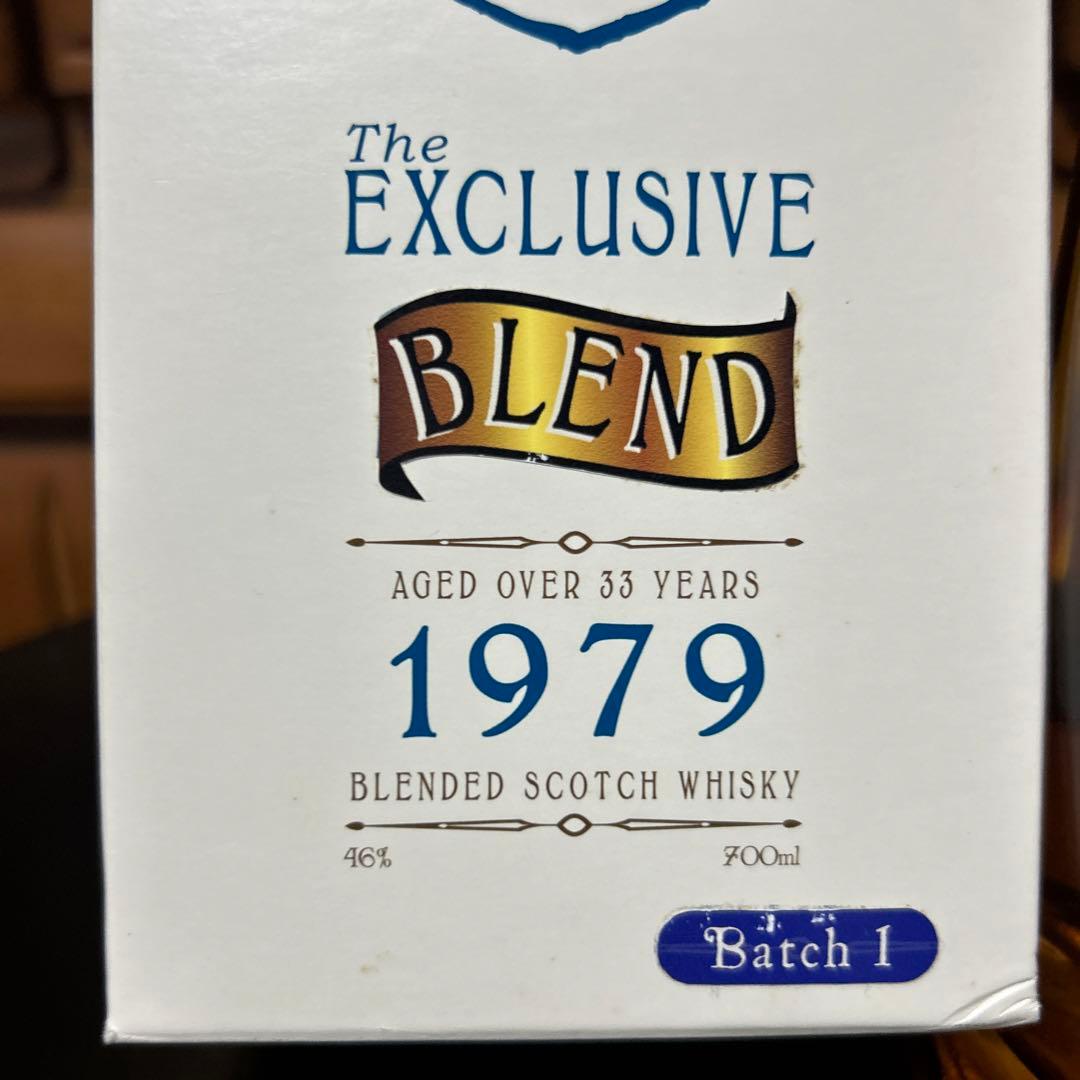 The
EXCLUSIVE
BLEND
AGED OVER 33 YEARS
1979
BLENDED SCOTCH WHISKY
46% 700ml
Batch 1